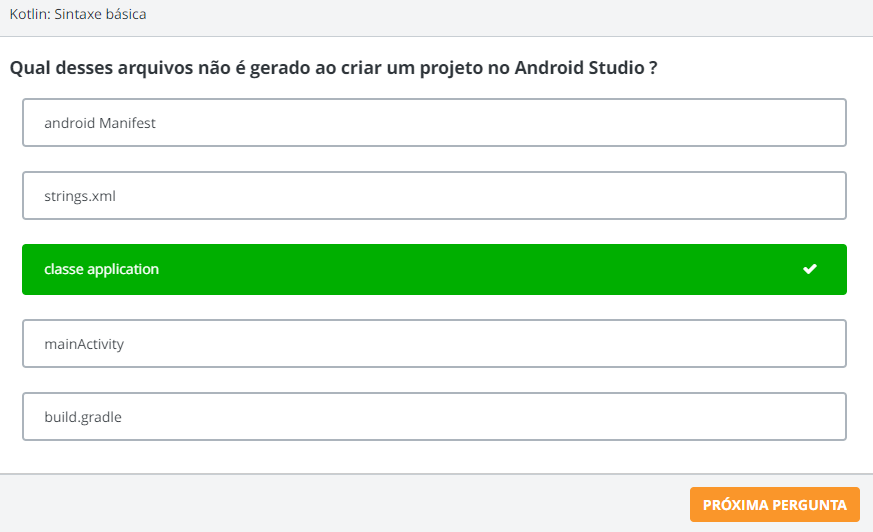 Kotlin: Sintaxe básica
Qual desses arquivos não é gerado ao criar um projeto no Android Studio ?
android Manifest
strings.xml
classe application
mainActivity
build.gradle
PRÓXIMA PERGUNTA